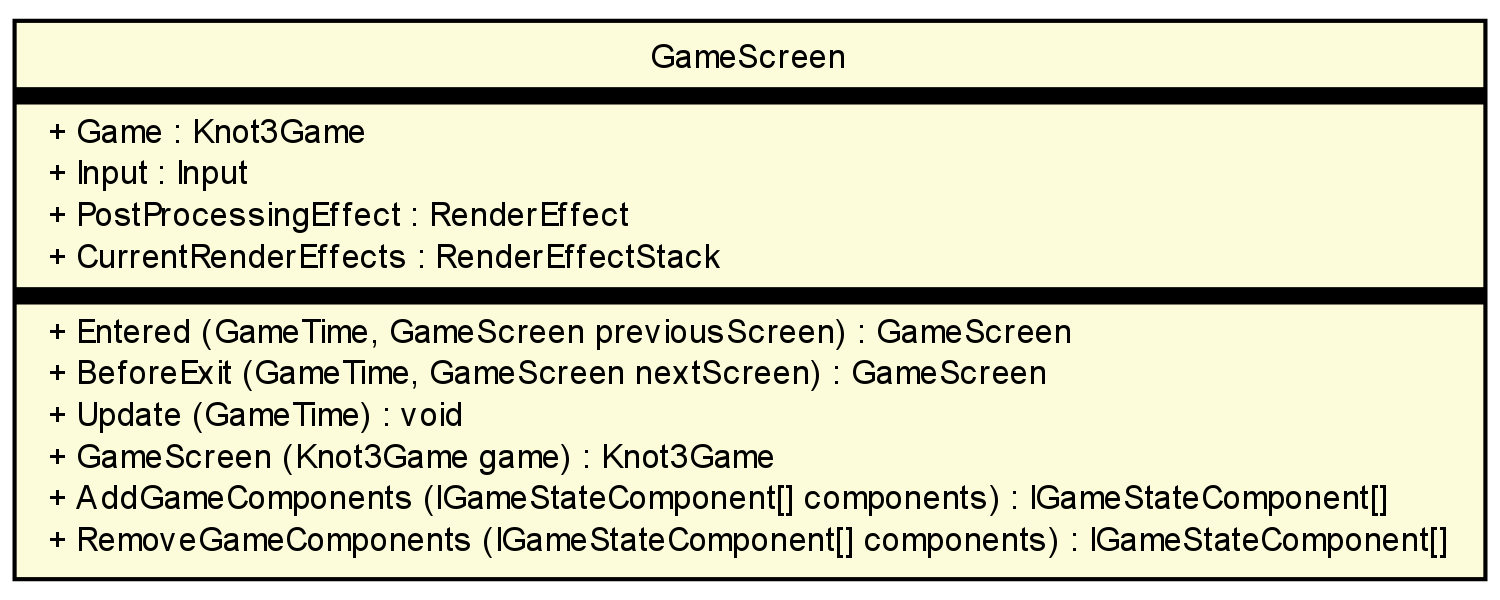 GameScreen
+ Game : Knot3Game
+ Input : Input
+ PostProcessingEffect : RenderEffect
+ CurrentRenderEffects : RenderEffectStack
+ Entered (GameTime, GameScreen previousScreen) : GameScreen
+ BeforeExit (GameTime, GameScreen nextScreen) : GameScreen
+ Update (GameTime) : void
+ GameScreen (Knot3Game game) : Knot3Game
+ AddGameComponents (IGameStateComponent[] components) : IGameStateComponent[]
+ RemoveGameComponents (IGameStateComponent[] components) : IGameStateComponent[]